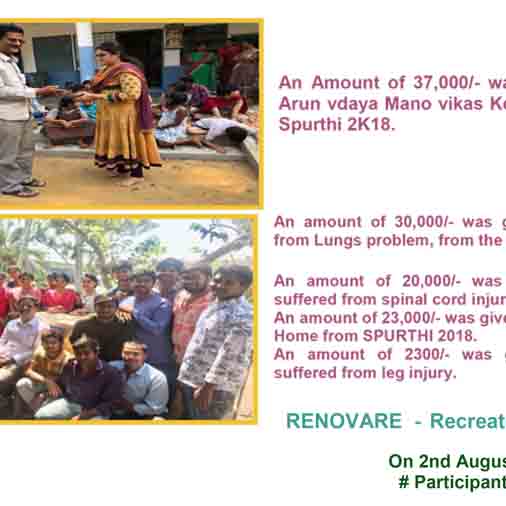 An Amount of 37,000/- wa
Arun vdaya Mano vikas Ke
Spurthi 2K18.
An amount of 30,000/- was g
from Lungs problem, from the
An amount of 20,000/- was
suffered from spinal cord injur
An amount of 23,000/- was give
Home from SPURTHI 2018.
An amount of 2300/- was g
suffered from leg injury.
RENOVARE - Recreat
On 2nd Augus
# Participant